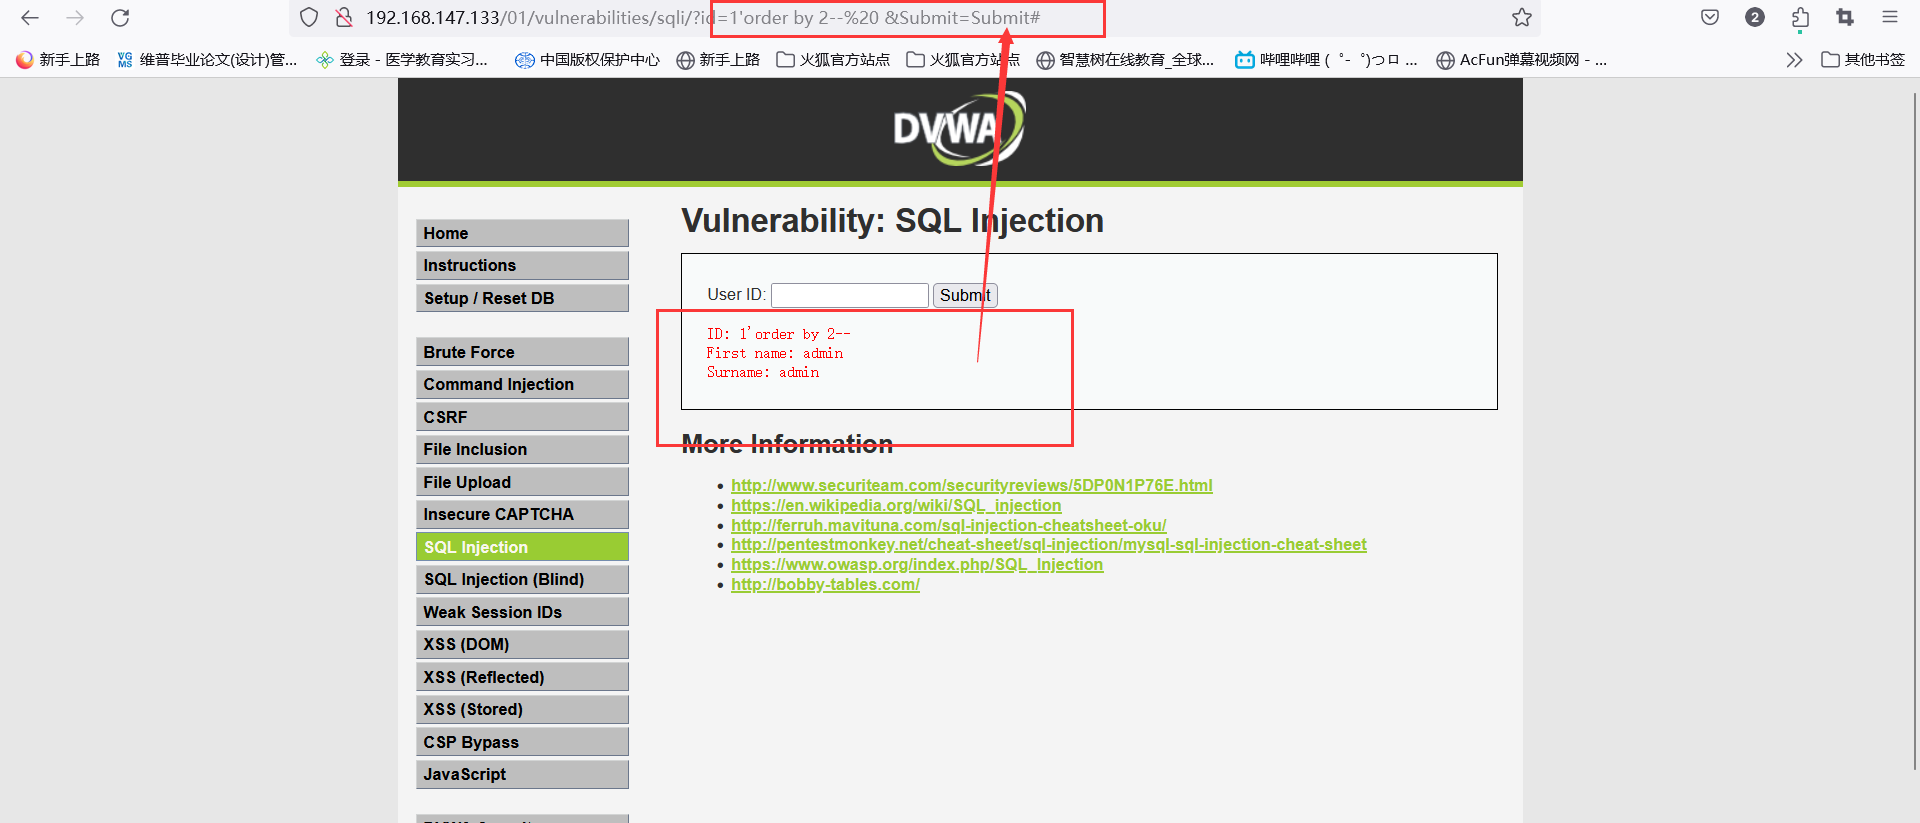 192.168.147.133/01/vulnerabilities/sqli/?id=1'order by 2--%20 &Submit=Submit#
2
新手上路 VG MS 维普毕业论文(设计)管... 登录 - 医学教育实习... 中国版权保护中心 新手上路 火狐官方站点 火狐官方站点 智慧树在线教育_全球... 哔哩哔哩 ( ゜- ゜)つロ ... AcFun弹幕视频网 - ... 其他书签
DVWA
Vulnerability: SQL Injection
Home
Instructions
Setup / Reset DB
Brute Force
Command Injection
CSRF
File Inclusion
File Upload
Insecure CAPTCHA
SQL Injection
SQL Injection (Blind)
Weak Session IDs
XSS (DOM)
XSS (Reflected)
XSS (Stored)
CSP Bypass
JavaScript
User ID: Submit
ID: 1'order by 2--
First name: admin
Surname: admin
More Information
http://www.securiteam.com/securityreviews/5DP0N1P76E.html
https://en.wikipedia.org/wiki/SQL_injection
http://ferruh.mavituna.com/sql-injection-cheatsheet-oku/
http://pentestmonkey.net/cheat-sheet/sql-injection/mysql-sql-injection-cheat-sheet
https://www.owasp.org/index.php/SQL_Injection
http://bobby-tables.com/